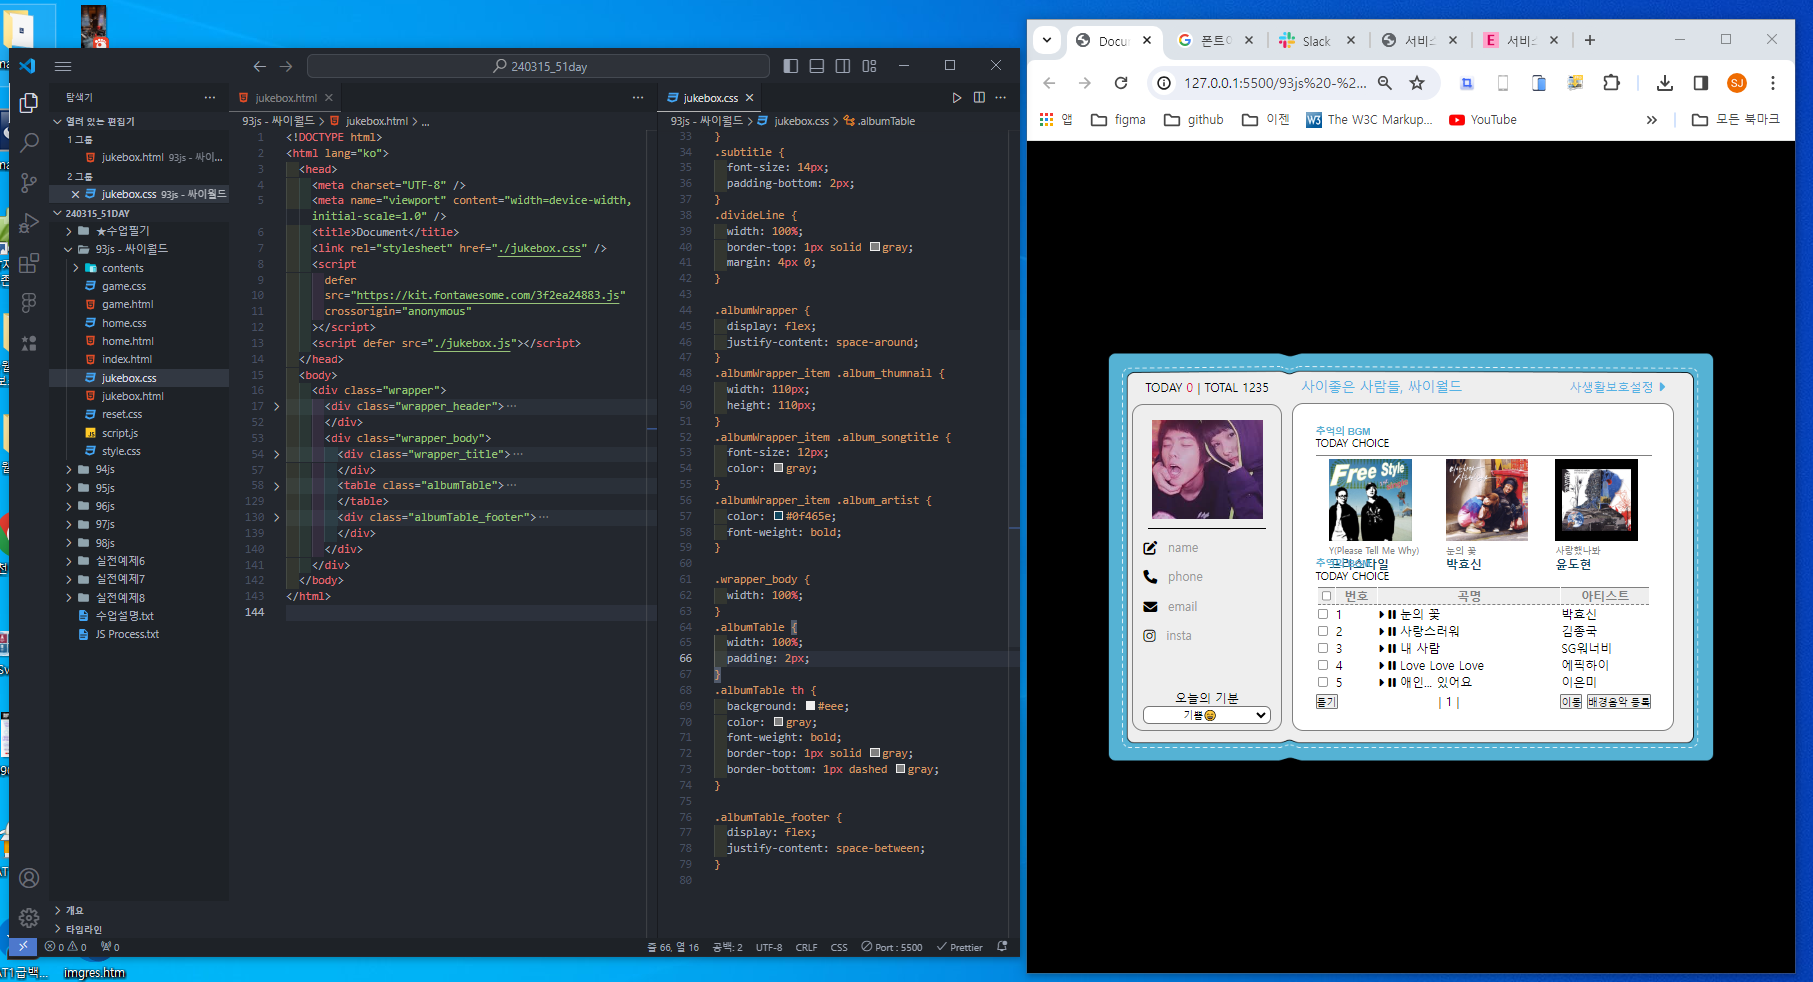 240315_51day
탐색기
jukebox.html
jukebox.css
열려 있는 편집기
1 그룹
jukebox.html 93js - 싸이...
2 그룹
jukebox.css 93js - 싸이월드
240315_51DAY
★수업필기
93js - 싸이월드
contents
game.css
game.html
home.css
home.html
index.html
jukebox.css
jukebox.html
reset.css
script.js
style.css
94js
95js
96js
97js
98js
실전예제6
실전예제7
실전예제8
수업설명.txt
JS Process.txt
개요
타임라인
93js - 싸이월드 > jukebox.html > ...
1 <!DOCTYPE html>
2 <html lang="ko">
3 <head>
4 <meta charset="UTF-8" />
5 <meta name="viewport" content="width=device-width,
initial-scale=1.0" />
6 <title>Document</title>
7 <link rel="stylesheet" href="./jukebox.css" />
8 <script
9 defer
10 src="https://kit.fontawesome.com/3f2ea24883.js"
11 crossorigin="anonymous"
12 ></script>
13 <script defer src="./jukebox.js"></script>
14 </head>
15 <body>
16 <div class="wrapper">
17 <div class="wrapper_header">...
52 </div>
53 <div class="wrapper_body">
54 <div class="wrapper_title">...
57 </div>
58 <table class="albumTable">...
129 </table>
130 <div class="albumTable_footer">...
139 </div>
140 </div>
141 </div>
142 </body>
143 </html>
144
93js - 싸이월드 > jukebox.css > .albumTable
33 }
34 .subtitle {
35 font-size: 14px;
36 padding-bottom: 2px;
37 }
38 .divideLine {
39 width: 100%;
40 border-top: 1px solid gray;
41 margin: 4px 0;
42 }
43
44 .albumWrapper {
45 display: flex;
46 justify-content: space-around;
47 }
48 .albumWrapper_item .album_thumnail {
49 width: 110px;
50 height: 110px;
51 }
52 .albumWrapper_item .album_songtitle {
53 font-size: 12px;
54 color: gray;
55 }
56 .albumWrapper_item .album_artist {
57 color: #0f465e;
58 font-weight: bold;
59 }
60
61 .wrapper_body {
62 width: 100%;
63 }
64 .albumTable {
65 width: 100%;
66 padding: 2px;
67 }
68 .albumTable th {
69 background: #eee;
70 color: gray;
71 font-weight: bold;
72 border-top: 1px solid gray;
73 border-bottom: 1px dashed gray;
74 }
75
76 .albumTable_footer {
77 display: flex;
78 justify-content: space-between;
79 }
80
0 0 0
줄 66, 열 16 공백: 2 UTF-8 CRLF CSS Port : 5500 Prettier
imgres.htm
Docu
폰트
Slack
서비스
서비스
127.0.0.1:5500/93js%20-%2...
SJ
앱 figma github 이젠 The W3C Markup... YouTube » 모든 북마크
TODAY 0 | TOTAL 1235
사이좋은 사람들, 싸이월드
사생활보호설정
name
phone
email
insta
오늘의 기분
기쁨😄
추억의 BGM
TODAY CHOICE
Free Style
Y(Please Tell Me Why)
프리스타일
눈의 꽃
박효신
사랑했나봐
윤도현
TODAY CHOICE
번호 곡명 아티스트
1 눈의 꽃 박효신
2 사랑스러워 김종국
3 내 사람 SG워너비
4 Love Love Love 에픽하이
5 애인... 있어요 이은미
듣기 | 1 | 이동 배경음악 등록